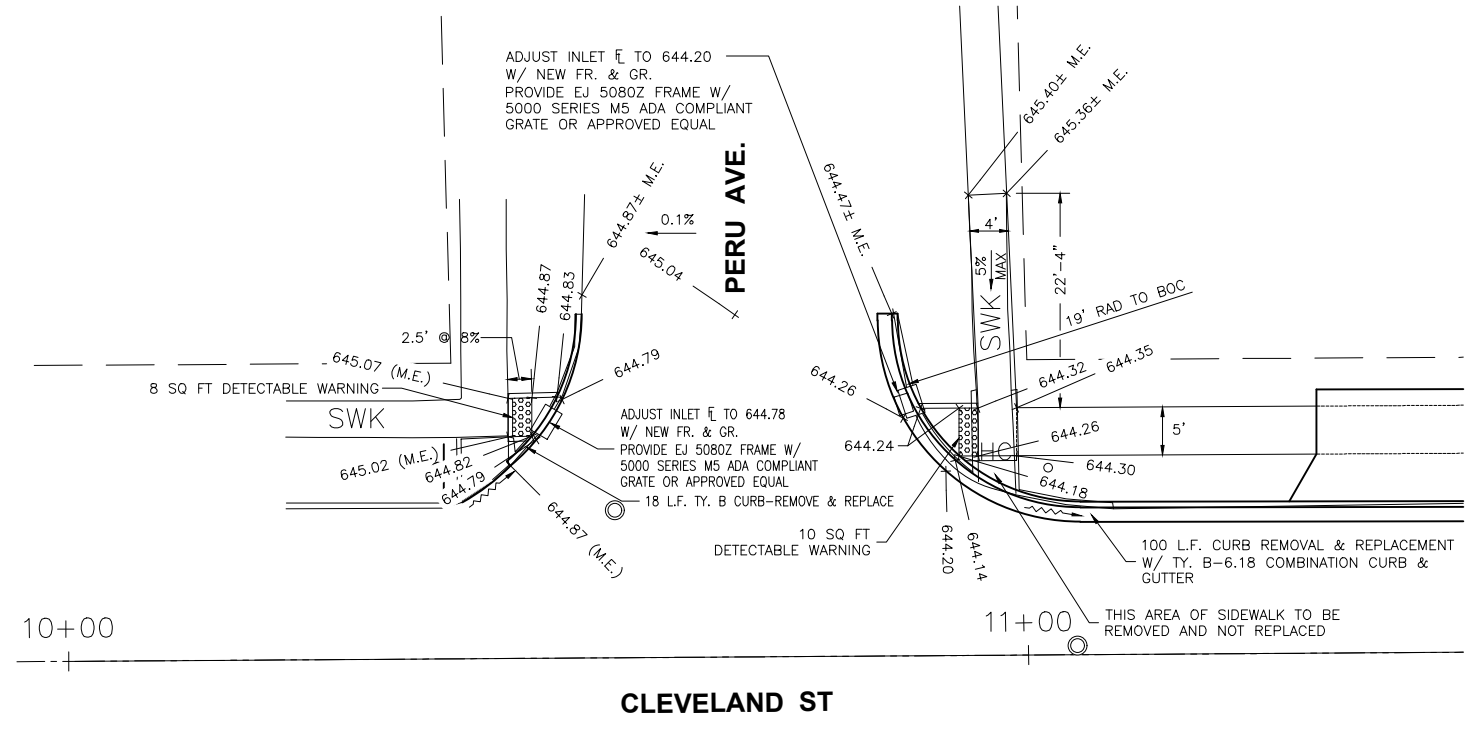 ADJUST INLET ℄ TO 644.20
W/ NEW FR. & GR.
PROVIDE EJ 5080Z FRAME W/
5000 SERIES M5 ADA COMPLIANT
GRATE OR APPROVED EQUAL
645.40± M.E.
645.36± M.E.
PERU AVE.
644.87± M.E.
0.1%
645.04
644.47± M.E.
4'
5%
MAX
22'-4"
SWK
19' RAD TO BOC
644.87
644.83
2.5' @ 8%
645.07 (M.E.)
8 SQ FT DETECTABLE WARNING
644.79
SWK
645.02 (M.E.)
644.82
644.79
ADJUST INLET TO 644.78
W/ NEW FR. & GR.
PROVIDE EJ 5080Z FRAME W/
5000 SERIES M5 ADA COMPLIANT
GRATE OR APPROVED EQUAL
18 L.F. TY. B CURB-REMOVE & REPLACE
644.87 (M.E.)
644.26
644.24
644.32
644.35
644.26
5'
HC
644.30
644.18
10 SQ FT
DETECTABLE WARNING
644.20
644.14
100 L.F. CURB REMOVAL & REPLACEMENT
W/ TY. B-6.18 COMBINATION CURB &
GUTTER
THIS AREA OF SIDEWALK TO BE
REMOVED AND NOT REPLACED
10+00
11+00
CLEVELAND ST